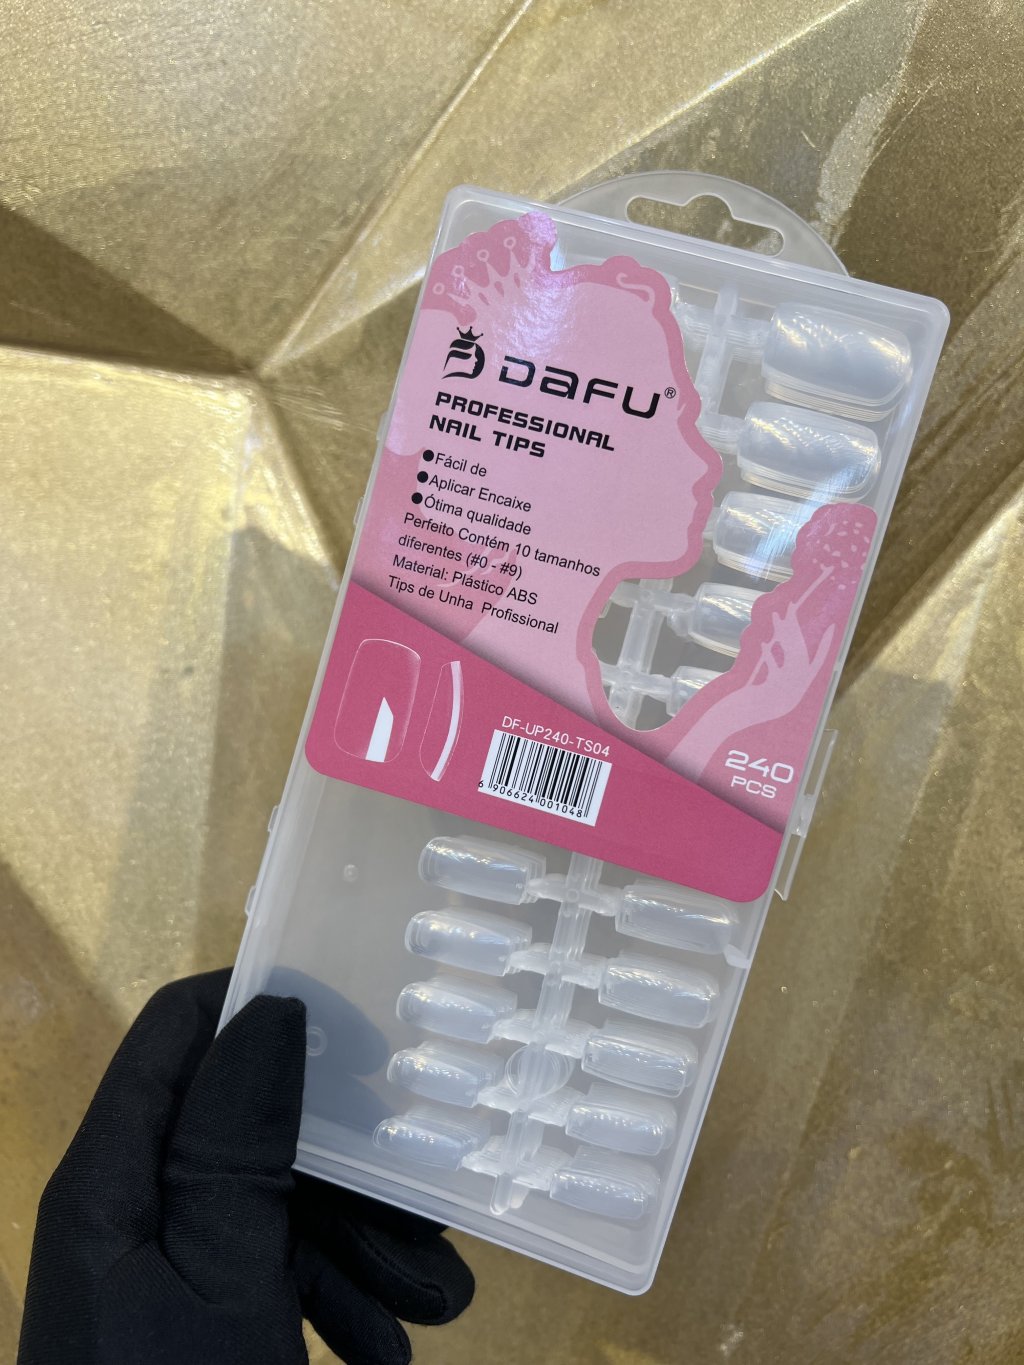 DAFU®
PROFESSIONAL
NAIL TIPS
●Fácil de
●Aplicar Encaixe
●Ótima qualidade
Perfeito Contém 10 tamanhos
diferentes (#0 - #9)
Material: Plástico ABS
Tips de Unha Profissional
DF-UP240-TS04
6 906624 001048
240
PCS